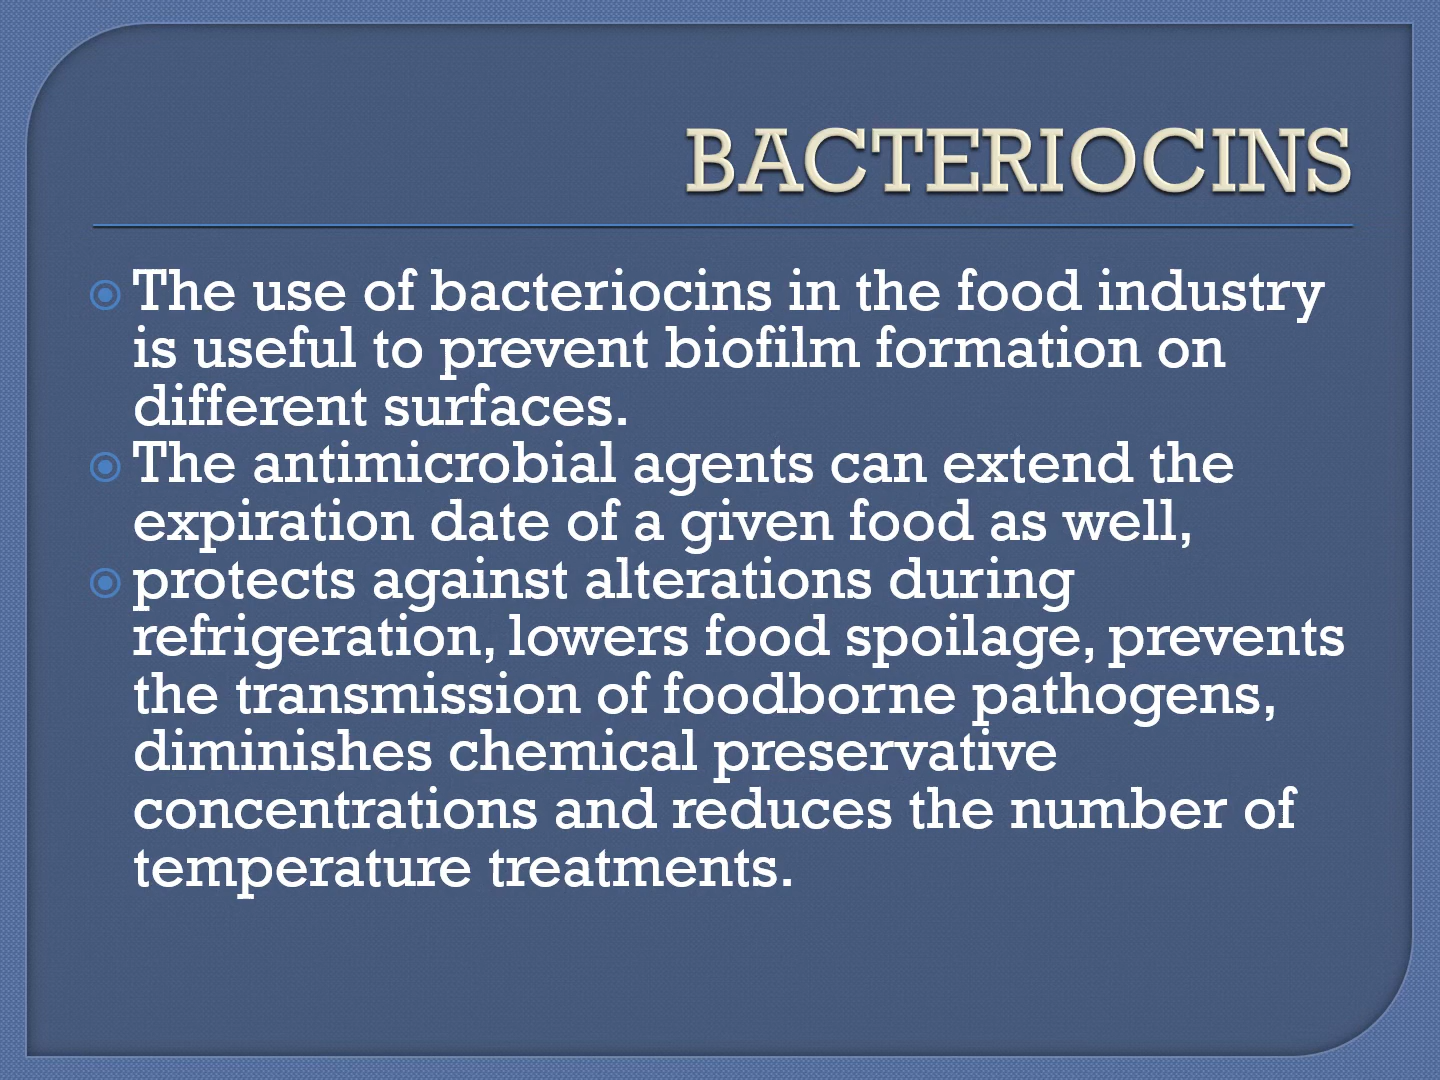 BACTERIOCINS
The use of bacteriocins in the food industry
is useful to prevent biofilm formation on
different surfaces.
The antimicrobial agents can extend the
expiration date of a given food as well,
protects against alterations during
refrigeration, lowers food spoilage, prevents
the transmission of foodborne pathogens,
diminishes chemical preservative
concentrations and reduces the number of
temperature treatments.